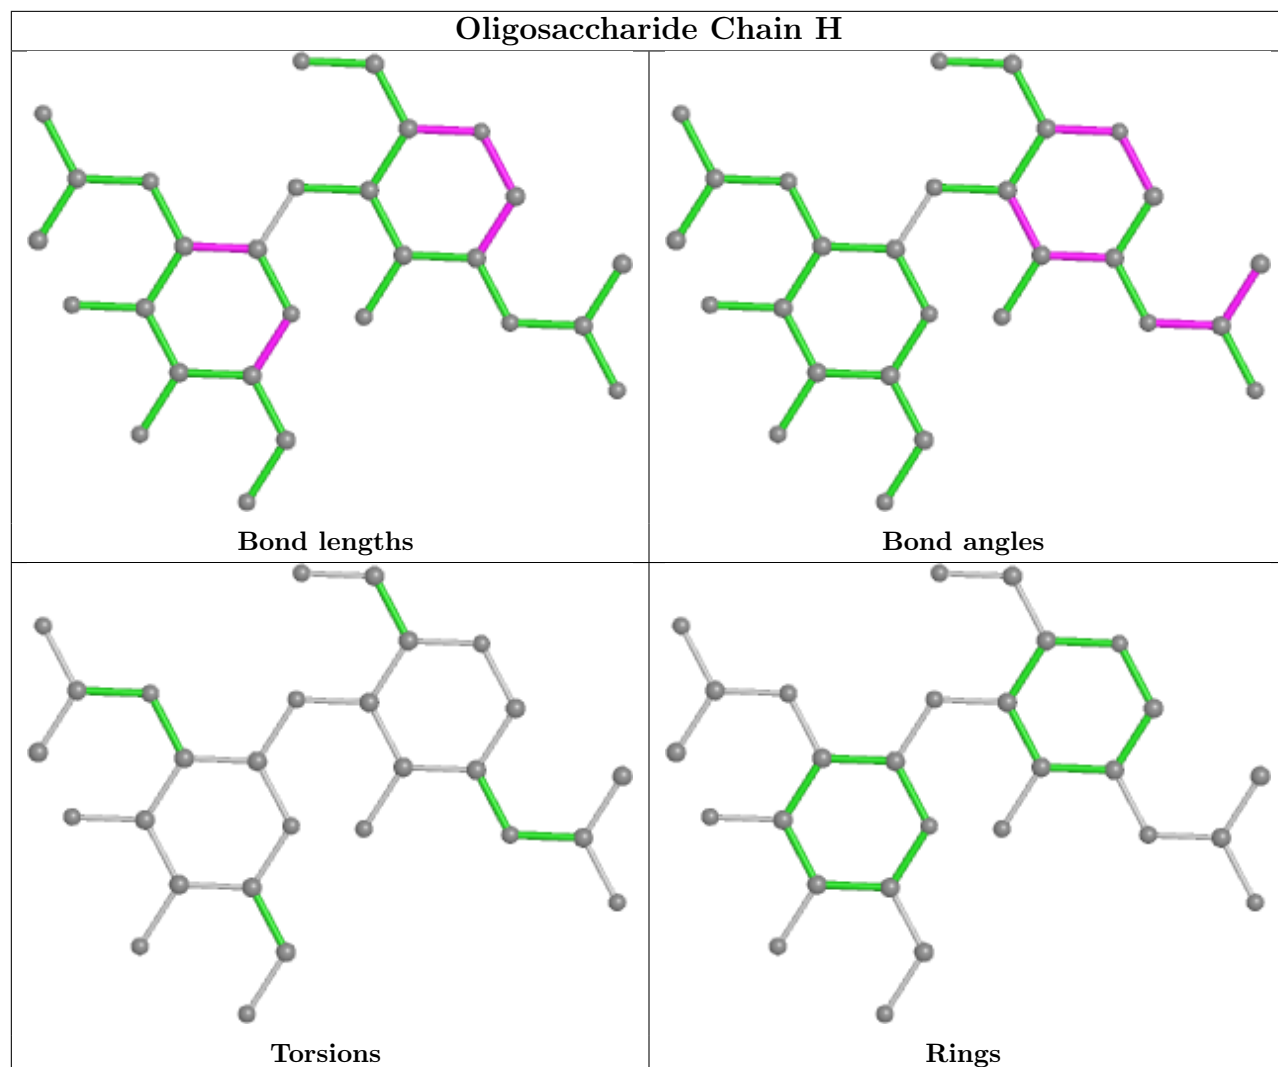 Oligosaccharide Chain H
Bond lengths
Bond angles
Torsions
Rings